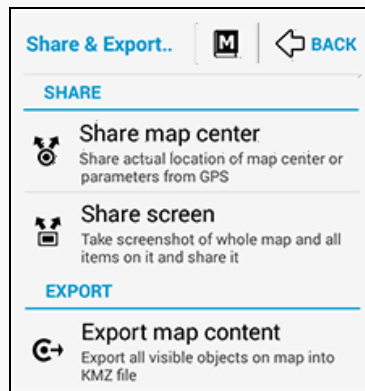 Share & Export.. M BACK
SHARE
Share map center
Share actual location of map center or
parameters from GPS
Share screen
Take screenshot of whole map and all
items on it and share it
EXPORT
Export map content
Export all visible objects on map into
KMZ file